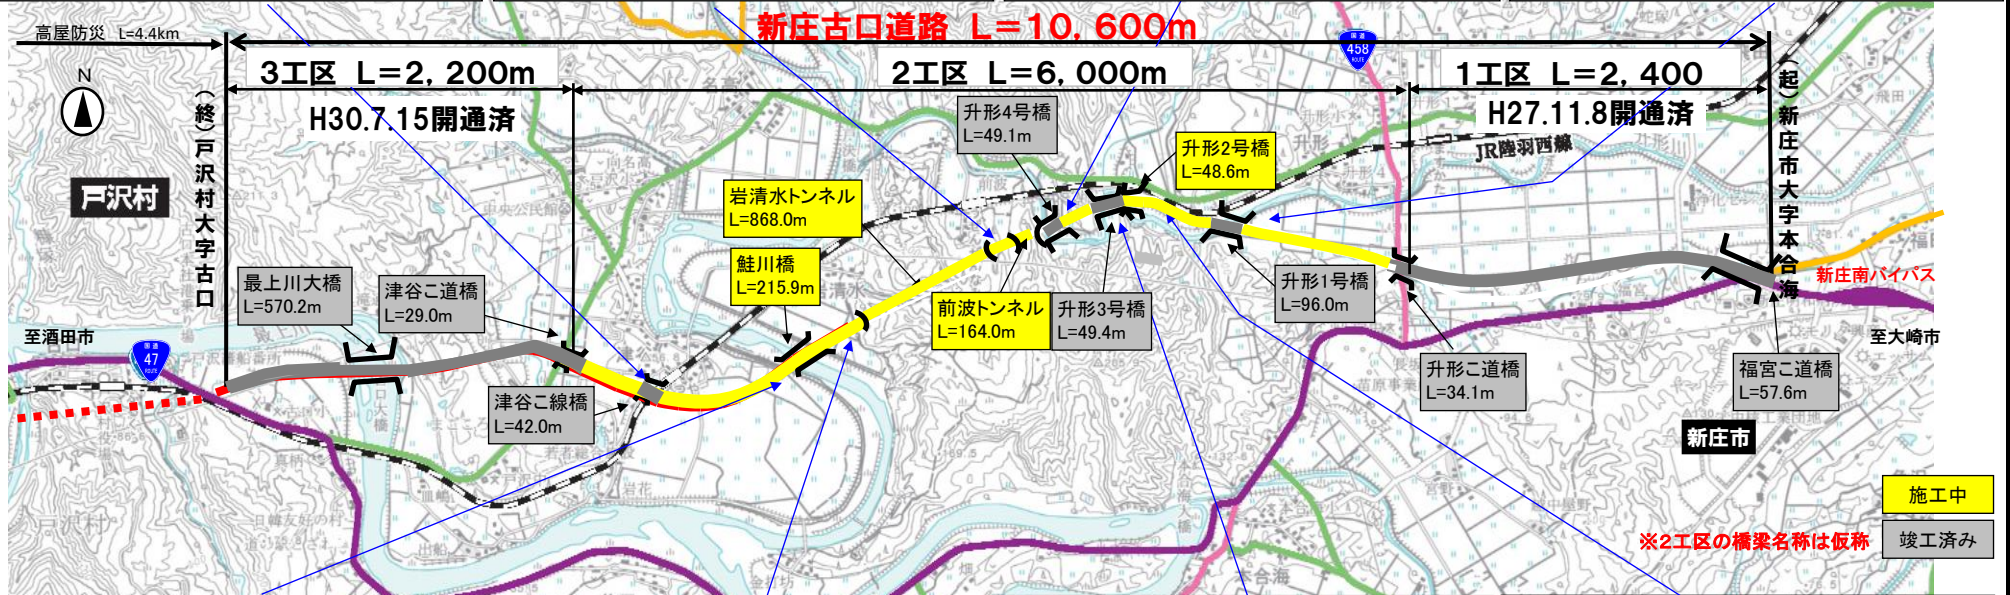 新庄古口道路 L=10,600m
高屋防災 L=4.4km
3工区 L=2,200m
2工区 L=6,000m
1工区 L=2,400
国道
458
ROUTE
N
H30.7.15開通済
H27.11.8開通済
(終)戸沢村大字古口
(起)新庄市大字本合海
JR陸羽西線
戸沢村
升形4号橋
L=49.1m
升形2号橋
L=48.6m
岩清水トンネル
L=868.0m
鮭川橋
L=215.9m
最上川大橋
L=570.2m
津谷こ道橋
L=29.0m
前波トンネル
L=164.0m
升形3号橋
L=49.4m
升形1号橋
L=96.0m
新庄南バイパス
至酒田市
至大崎市
国道
47
ROUTE
津谷こ線橋
L=42.0m
升形こ道橋
L=34.1m
福宮こ道橋
L=57.6m
新庄市
施工中
※2工区の橋梁名称は仮称
竣工済み
本合海